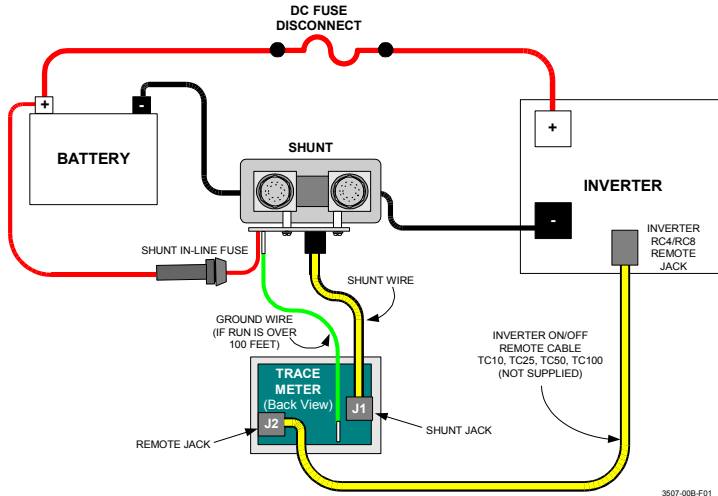 DC FUSE
DISCONNECT
+
-
BATTERY
SHUNT
+
INVERTER
-
INVERTER
RC4/RC8
REMOTE
JACK
SHUNT IN-LINE FUSE
SHUNT WIRE
GROUND WIRE
(IF RUN IS OVER
100 FEET)
INVERTER ON/OFF
REMOTE CABLE
TC10, TC25, TC50, TC100
(NOT SUPPLIED)
TRACE
METER
(Back View)
J1
J2
SHUNT JACK
REMOTE JACK
3507-00B-F01